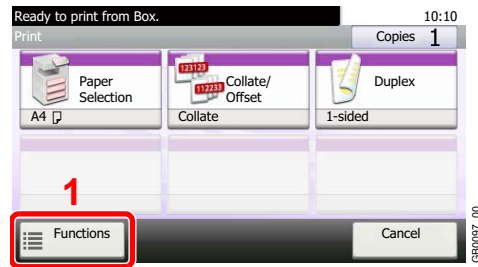 Ready to print from Box.
10:10
Print
Copies 1
Paper
Selection
123123
112233
Collate/
Offset
Duplex
A4
Collate
1-sided
1
Functions
Cancel
GB0097_00